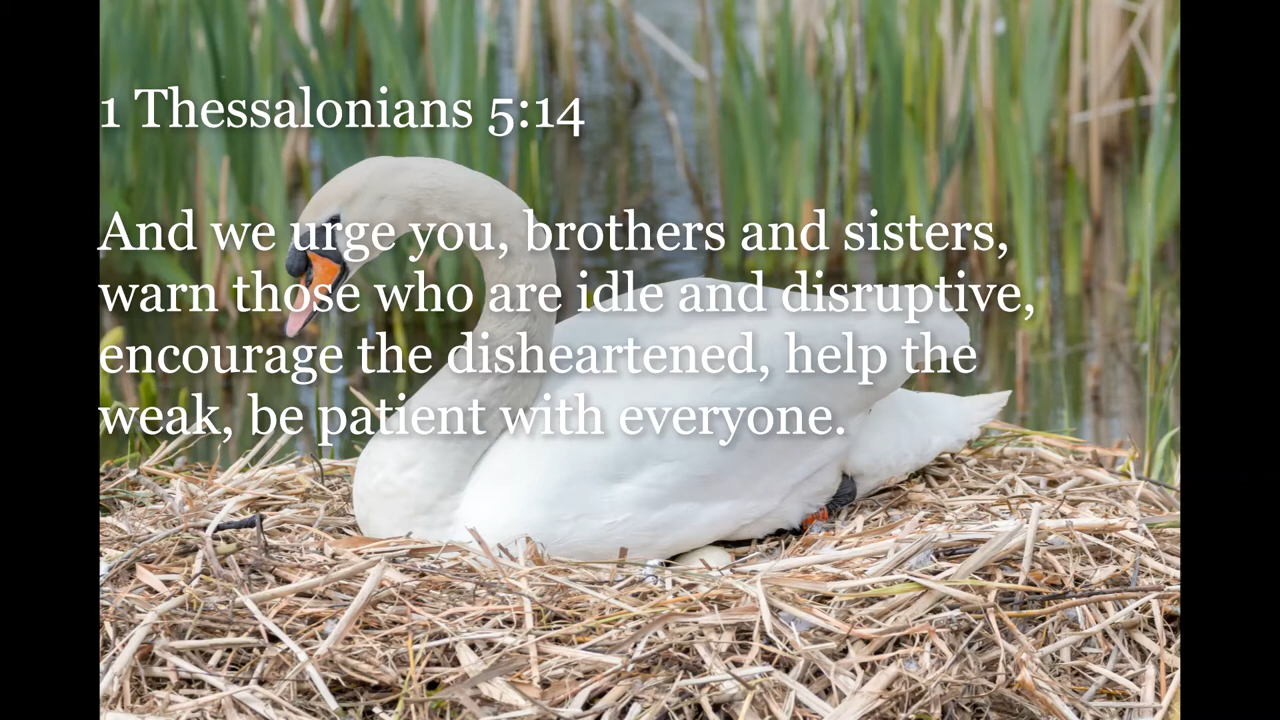 1 Thessalonians 5:14
And we urge you, brothers and sisters,
warn those who are idle and disruptive,
encourage the disheartened, help the
weak, be patient with everyone.